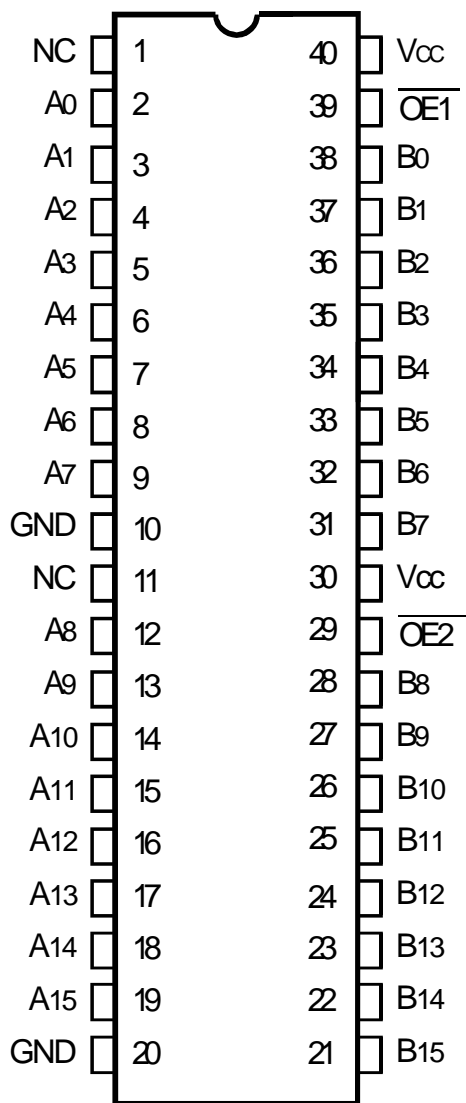 NC 1 40 Vcc
A0 2 39 OE1
A1 3 38 B0
A2 4 37 B1
A3 5 36 B2
A4 6 35 B3
A5 7 34 B4
A6 8 33 B5
A7 9 32 B6
GND 10 31 B7
NC 11 30 Vcc
A8 12 29 OE2
A9 13 28 B8
A10 14 27 B9
A11 15 26 B10
A12 16 25 B11
A13 17 24 B12
A14 18 23 B13
A15 19 22 B14
GND 20 21 B15